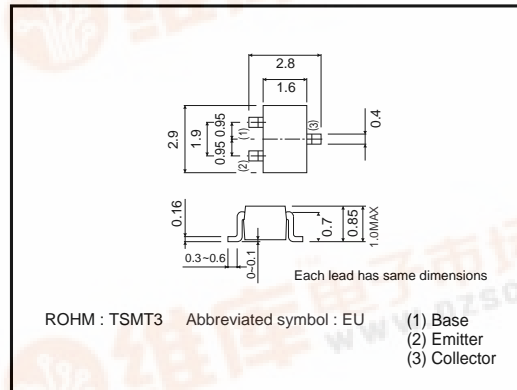 2.8
1.6
2.9
1.9
0.95
0.95
(1)
(2)
(3)
0.4
0.16
0.3~0.6
0~0.1
0.7
0.85
1.0MAX
Each lead has same dimensions
ROHM : TSMT3 Abbreviated symbol : EU
(1) Base
(2) Emitter
(3) Collector